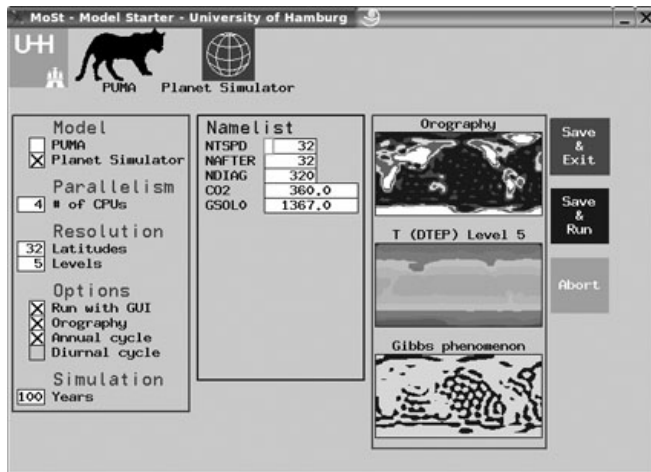 MoSt - Model Starter - University of Hamburg
UHH
PUMA
Planet Simulator
Model
PUMA
Planet Simulator
Parallelism
4 # of CPUs
Resolution
32 Latitudes
5 Levels
Options
Run with GUI
Orography
Annual cycle
Diurnal cycle
Simulation
100 Years
Namelist
NTSPD 32
NAFTER 32
NDIAG 320
CO2 360.0
GSOL0 1367.0
Orography
T (DTEP) Level 5
Gibbs phenomenon
Save
&
Exit
Save
&
Run
Abort